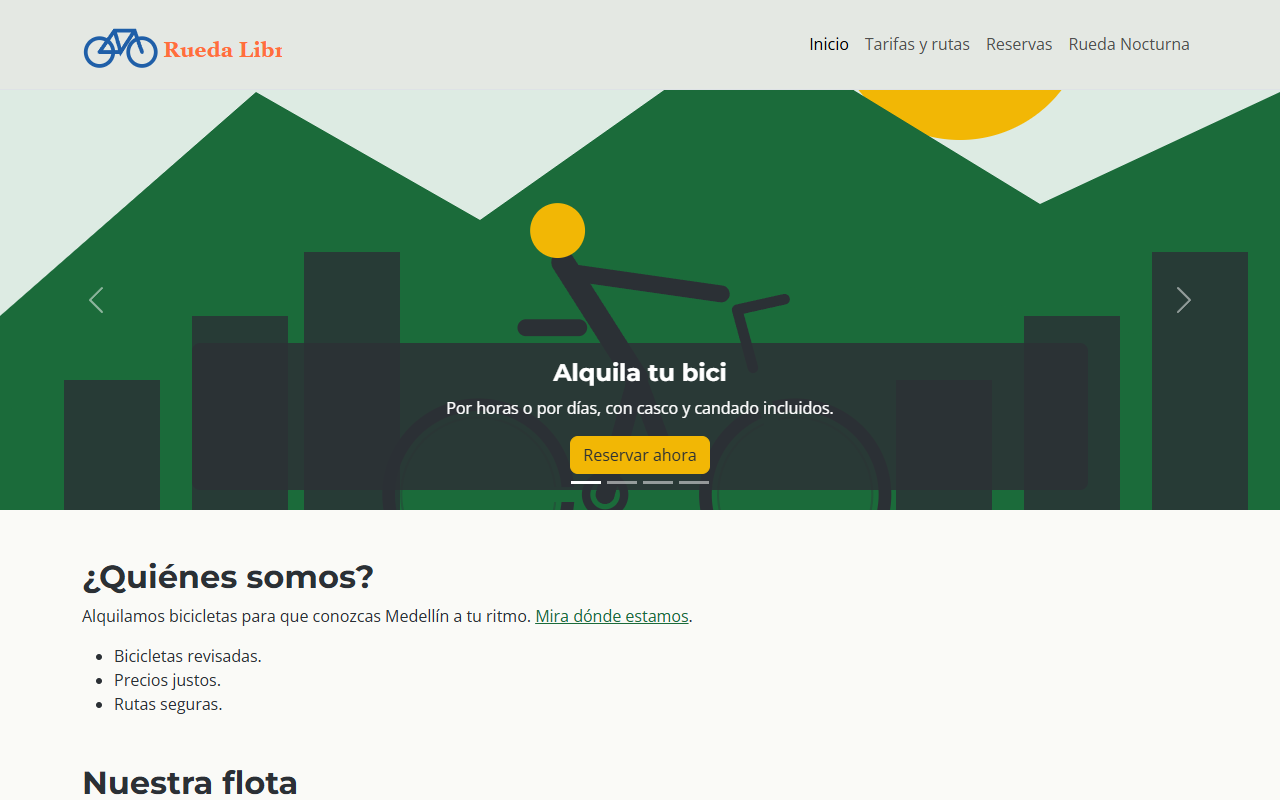 Rueda Libr
Inicio Tarifas y rutas Reservas Rueda Nocturna
Alquila tu bici
Por horas o por días, con casco y candado incluidos.
Reservar ahora
¿Quiénes somos?
Alquilamos bicicletas para que conozcas Medellín a tu ritmo. Mira dónde estamos.
Bicicletas revisadas.
Precios justos.
Rutas seguras.
Nuestra flota